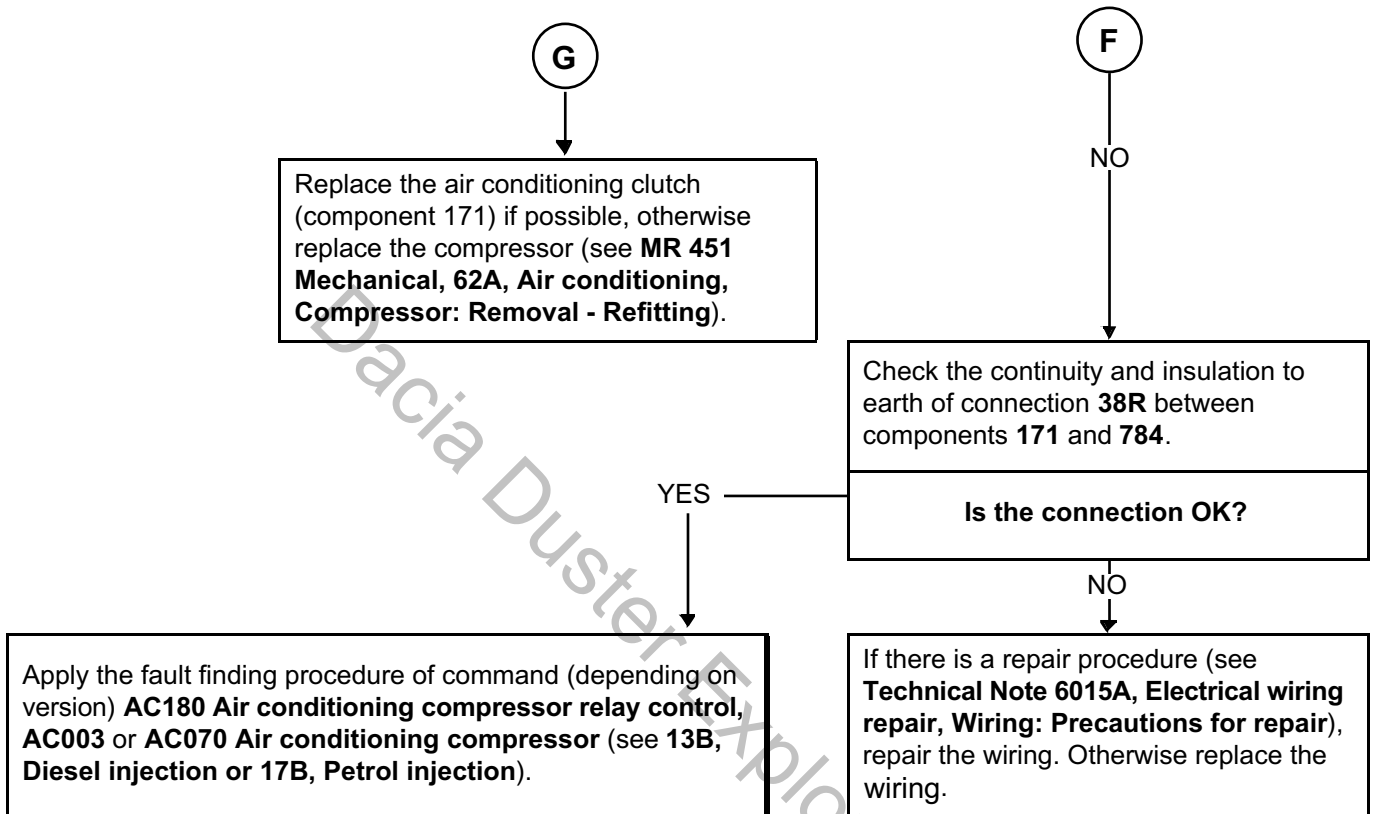 G
Replace the air conditioning clutch
(component 171) if possible, otherwise
replace the compressor (see MR 451
Mechanical, 62A, Air conditioning,
Compressor: Removal - Refitting).
F
NO
Check the continuity and insulation to
earth of connection 38R between
components 171 and 784.
Is the connection OK?
YES
NO
Apply the fault finding procedure of command (depending on
version) AC180 Air conditioning compressor relay control,
AC003 or AC070 Air conditioning compressor (see 13B,
Diesel injection or 17B, Petrol injection).
If there is a repair procedure (see
Technical Note 6015A, Electrical wiring
repair, Wiring: Precautions for repair),
repair the wiring. Otherwise replace the
wiring.
Dacia Duster Explo